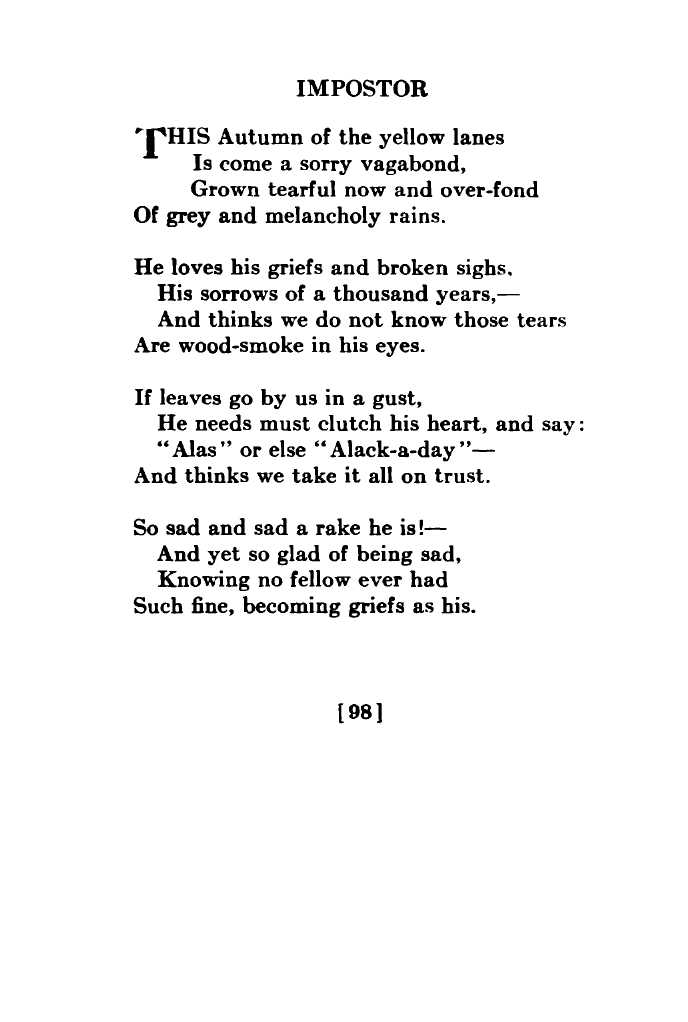 IMPOSTOR
THIS Autumn of the yellow lanes
Is come a sorry vagabond,
Grown tearful now and over-fond
Of grey and melancholy rains.
He loves his griefs and broken sighs,
His sorrows of a thousand years,—
And thinks we do not know those tears
Are wood-smoke in his eyes.
If leaves go by us in a gust,
He needs must clutch his heart, and say:
“Alas” or else “Alack-a-day”—
And thinks we take it all on trust.
So sad and sad a rake he is!—
And yet so glad of being sad,
Knowing no fellow ever had
Such fine, becoming griefs as his.
[98]